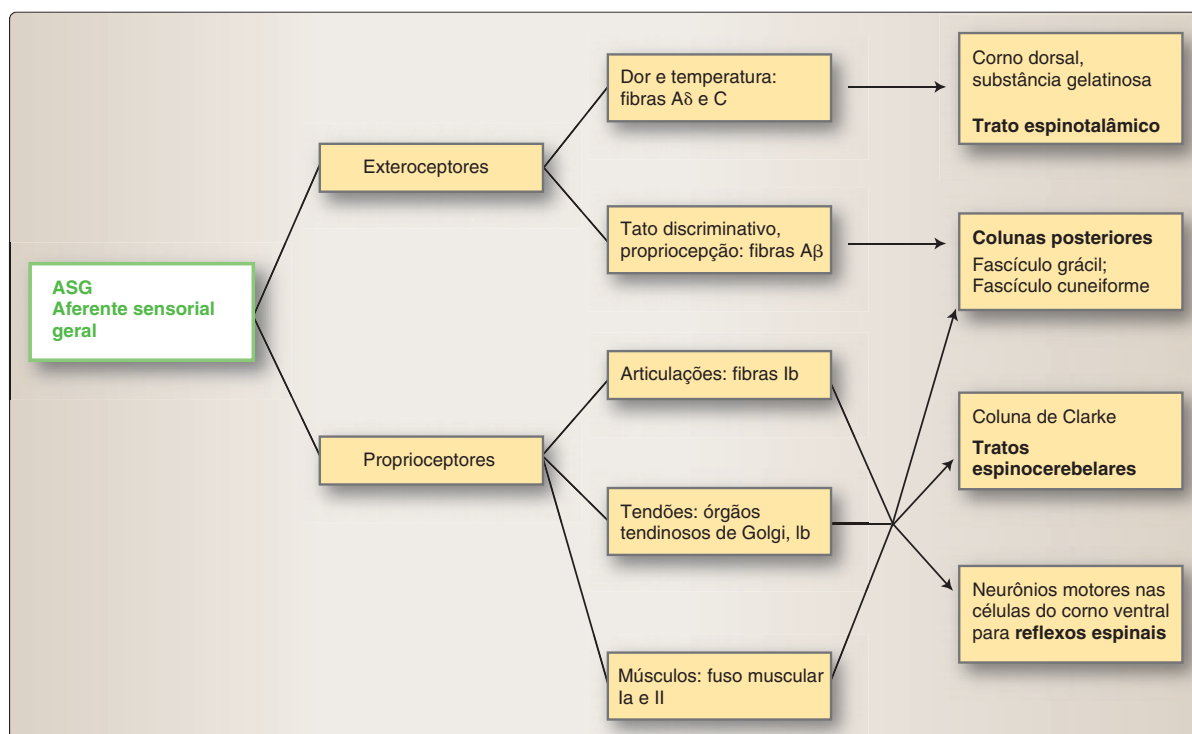 ASG
Aferente sensorial
geral
Exteroceptores
Proprioceptores
Dor e temperatura:
fibras Aδ e C
Tato discriminativo,
propriocepção: fibras Aβ
Articulações: fibras Ib
Tendões: órgãos
tendinosos de Golgi, Ib
Músculos: fuso muscular
Ia e II
Corno dorsal,
substância gelatinosa
Trato espinotalâmico
Colunas posteriores
Fascículo grácil;
Fascículo cuneiforme
Coluna de Clarke
Tratos
espinocerebelares
Neurônios motores nas
células do corno ventral
para reflexos espinais